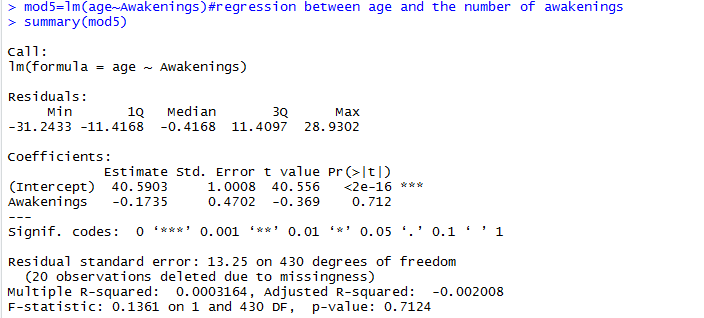 > mod5=lm(age~Awakenings)#regression between age and the number of awakenings
> summary(mod5)
Call:
lm(formula = age ~ Awakenings)
Residuals:
     Min       1Q   Median       3Q      Max
-31.2433 -11.4168  -0.4168  11.4097  28.9302
Coefficients:
            Estimate Std. Error t value Pr(>|t|)
(Intercept)  40.5903     1.0008  40.556   <2e-16 ***
Awakenings   -0.1735     0.4702  -0.369    0.712
---
Signif. codes:  0 ‘***’ 0.001 ‘**’ 0.01 ‘*’ 0.05 ‘.’ 0.1 ‘ ’ 1
Residual standard error: 13.25 on 430 degrees of freedom
  (20 observations deleted due to missingness)
Multiple R-squared:  0.0003164, Adjusted R-squared:  -0.002008
F-statistic: 0.1361 on 1 and 430 DF,  p-value: 0.7124